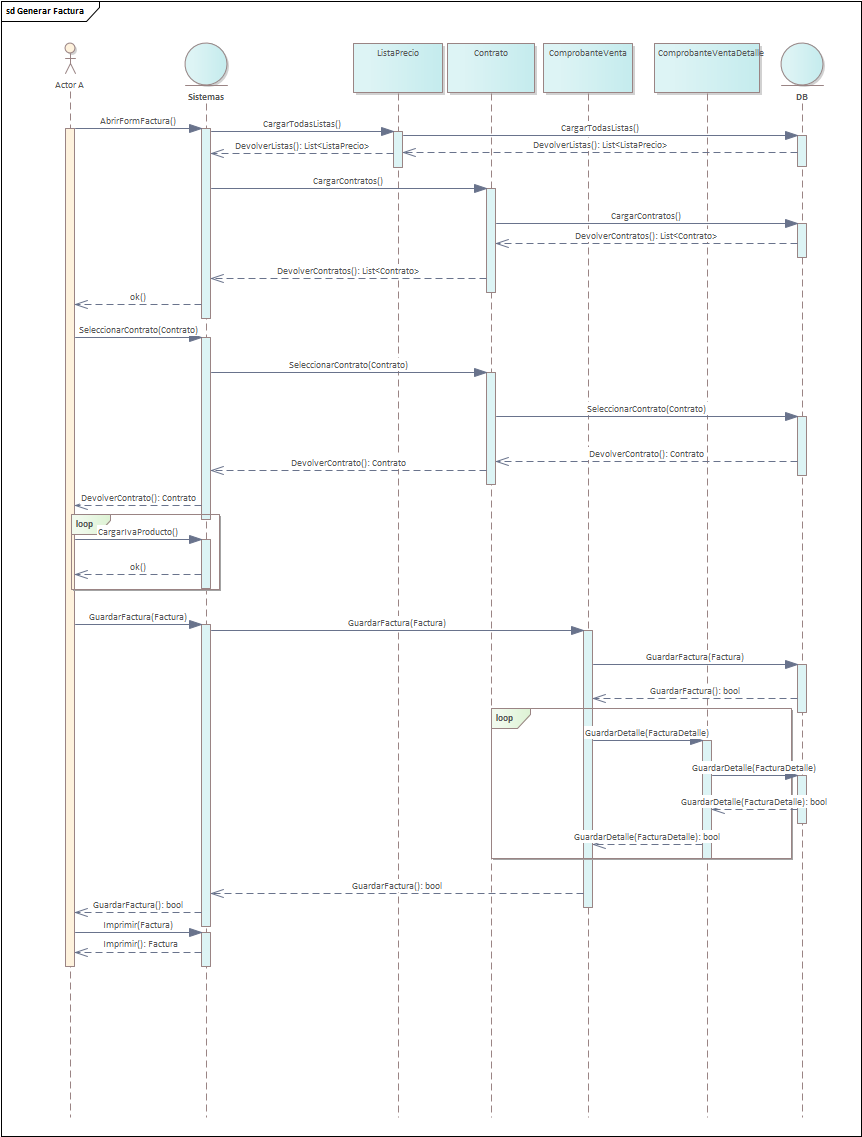 sd Generar Factura
Actor A
Sistemas
ListaPrecio
Contrato
ComprobanteVenta
ComprobanteVentaDetalle
DB
AbrirFormFactura()
CargarTodasListas()
CargarTodasListas()
DevolverListas(): List<ListaPrecio>
DevolverListas(): List<ListaPrecio>
CargarContratos()
CargarContratos()
DevolverContratos(): List<Contrato>
DevolverContratos(): List<Contrato>
ok()
SeleccionarContrato(Contrato)
SeleccionarContrato(Contrato)
SeleccionarContrato(Contrato)
DevolverContrato(): Contrato
DevolverContrato(): Contrato
DevolverContrato(): Contrato
loop
CargarIvaProducto()
ok()
GuardarFactura(Factura)
GuardarFactura(Factura)
GuardarFactura(Factura)
GuardarFactura(): bool
loop
GuardarDetalle(FacturaDetalle)
GuardarDetalle(FacturaDetalle)
GuardarDetalle(FacturaDetalle): bool
GuardarDetalle(FacturaDetalle): bool
GuardarFactura(): bool
GuardarFactura(): bool
Imprimir(Factura)
Imprimir(): Factura